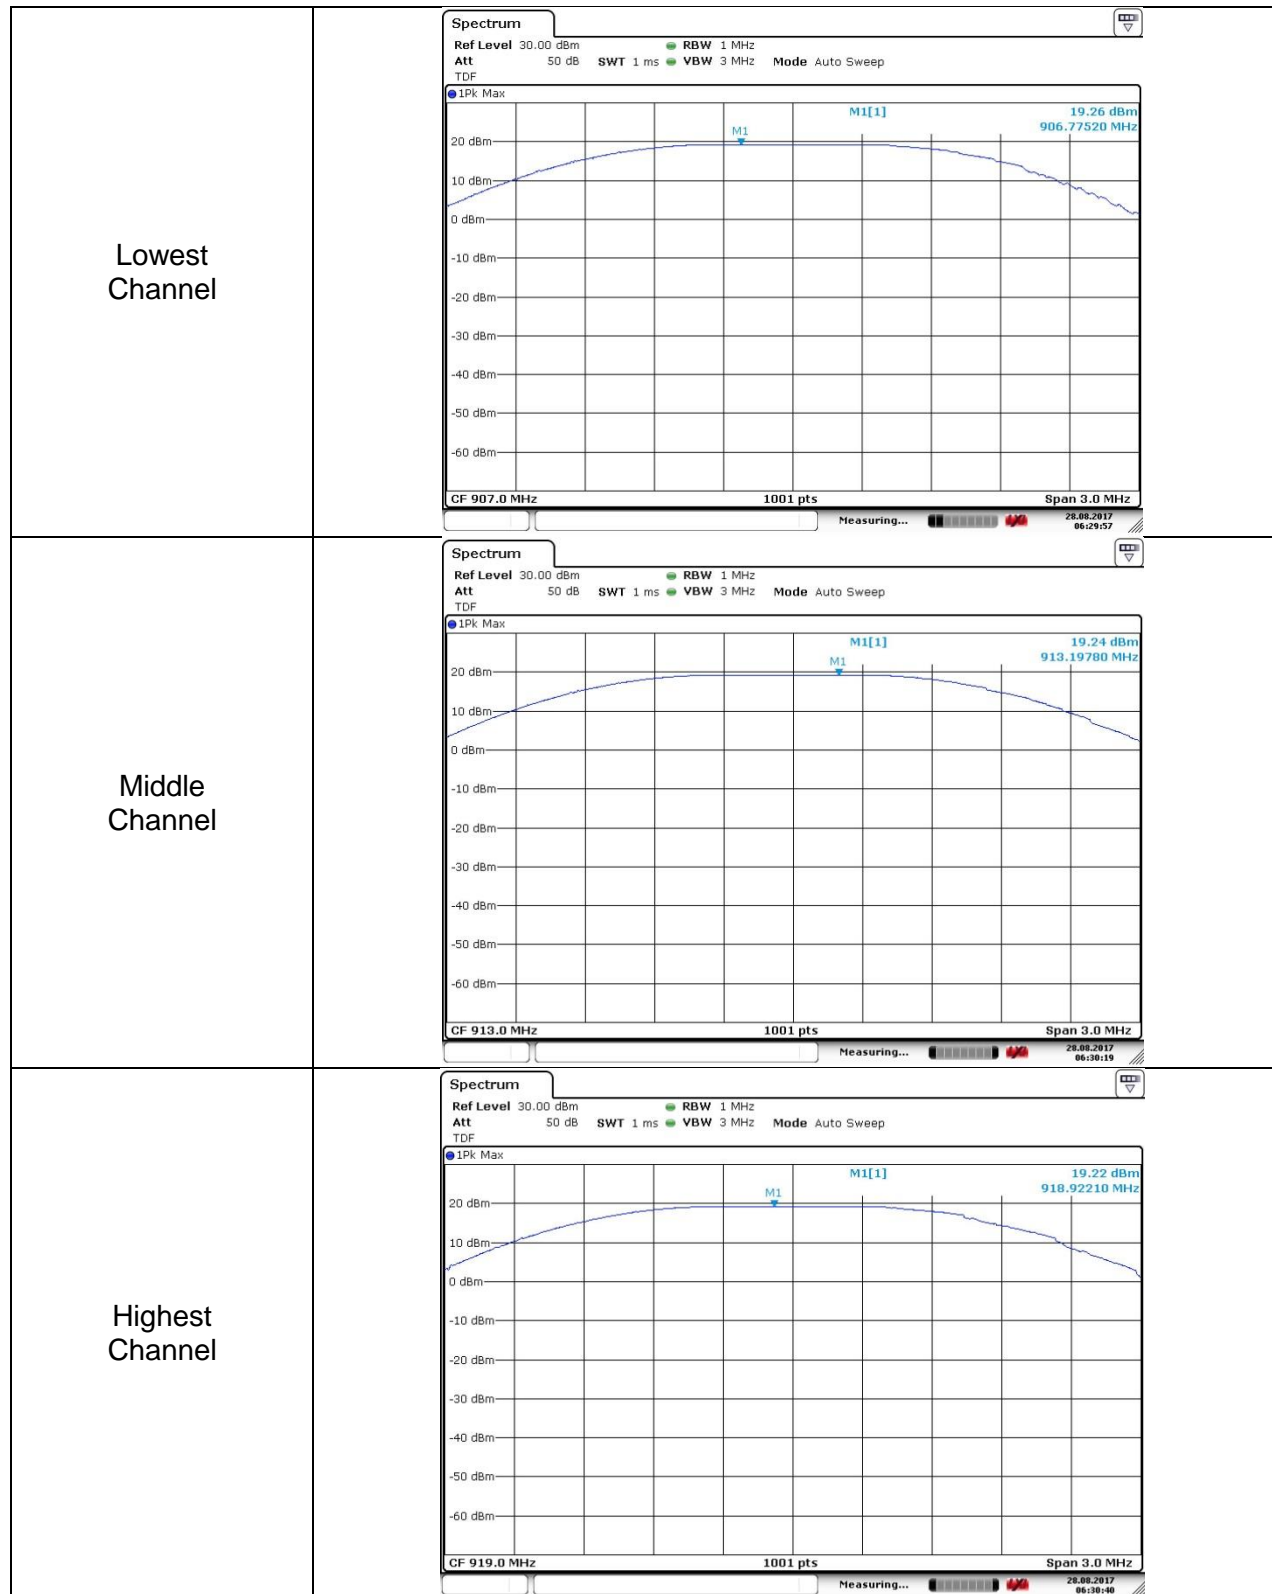 Lowest
Channel
Spectrum
Ref Level 30.00 dBm RBW 1 MHz
Att 50 dB SWT 1 ms VBW 3 MHz Mode Auto Sweep
TDF
1Pk Max
M1[1] 19.26 dBm
906.77520 MHz
M1
20 dBm
10 dBm
0 dBm
-10 dBm
-20 dBm
-30 dBm
-40 dBm
-50 dBm
-60 dBm
CF 907.0 MHz 1001 pts Span 3.0 MHz
Measuring... 28.08.2017
06:29:57
Middle
Channel
Spectrum
Ref Level 30.00 dBm RBW 1 MHz
Att 50 dB SWT 1 ms VBW 3 MHz Mode Auto Sweep
TDF
1Pk Max
M1[1] 19.24 dBm
913.19780 MHz
M1
20 dBm
10 dBm
0 dBm
-10 dBm
-20 dBm
-30 dBm
-40 dBm
-50 dBm
-60 dBm
CF 913.0 MHz 1001 pts Span 3.0 MHz
Measuring... 28.08.2017
06:30:19
Highest
Channel
Spectrum
Ref Level 30.00 dBm RBW 1 MHz
Att 50 dB SWT 1 ms VBW 3 MHz Mode Auto Sweep
TDF
1Pk Max
M1[1] 19.22 dBm
918.92210 MHz
M1
20 dBm
10 dBm
0 dBm
-10 dBm
-20 dBm
-30 dBm
-40 dBm
-50 dBm
-60 dBm
CF 919.0 MHz 1001 pts Span 3.0 MHz
Measuring... 28.08.2017
06:30:40